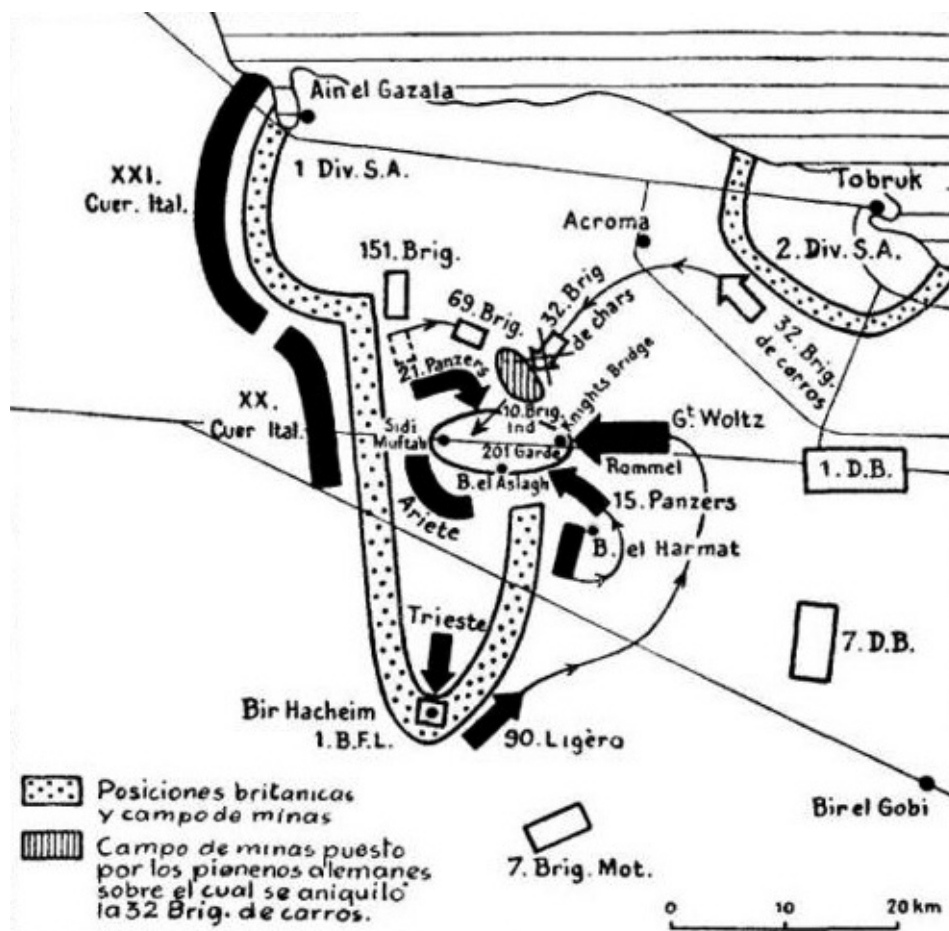 Ain el Gazala
XXI.
Cuer. Ital.
1 Div. S.A.
Tobruk
Acroma
2. Div. S.A.
151. Brig.
69. Brig.
32. Brig
de chars
32. Brig.
de carros
21. Panzers
XX.
Cuer Ital.
10. Brig.
Ind
Knights Bridge
Gt. Woltz
Sidi
Muftah
201 Garde
Rommel
1. D.B.
B. el Aslagh
15. Panzers
Ariete
B. el Harmat
Trieste
7. D.B.
Bir Hacheim
1. B.F.L.
90. Ligèra
Bir el Gobi
Posiciones britanicas
y campo de minas
Campo de minas puesto
por los pionenos alemanes
sobre el cual se aniquiló
la 32 Brig. de carros.
7. Brig. Mot.
0 10 20 km